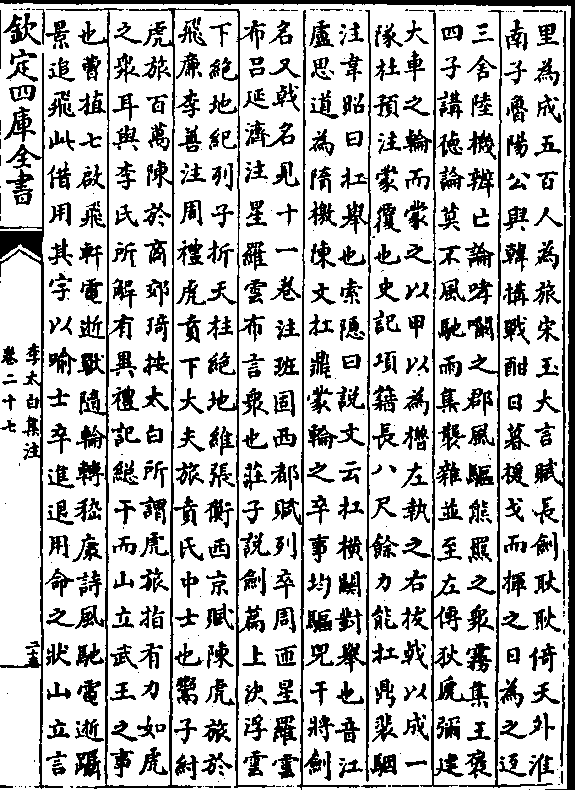 里為成五百人為旅宋玉大言賦長劍耿耿倚天外淮
南子魯陽公與韓搆戰酣日暮援戈而揮之日為之返
三舍陸機辨亡論哮闞之郡風驅熊羆之衆霧集王褒
四子講徳論莫不風馳而集襲雜並至左傳狄虒彌建
大車之輪而蒙之以甲以為櫓左執之右拔戟以成一
隊杜預注蒙覆也史記項籍長八尺餘力能扛鼎裴駰
注韋昭曰扛舉也索隱曰説文云扛横闗對舉也吾江
盧思道為隋檄陳文扛鼎蒙輪之卒事均驅兕干將劍
名又戟名見十一卷注班固西都賦列卒周匝星羅雲
布吕延濟注星羅雲布言衆也莊子説劍篇上決浮雲
下絶地紀列子折天柱絶地維張衡西京賦陳虎旅於
飛廉李善注周禮虎賁下大夫旅賁氏中士也鬻子紂
虎旅百萬陳於商郊琦按太白所謂虎旅指有力如虎
之衆耳與李氏所解有異禮記緫干而山立武王之事
也曹植七啟飛軒電逝獸隨輪轉嵇康詩風馳電逝躡
景追飛此借用其字以喻士卒進退用命之狀山立言
欽定四庫全書
李太白集注
卷二十七
二十五